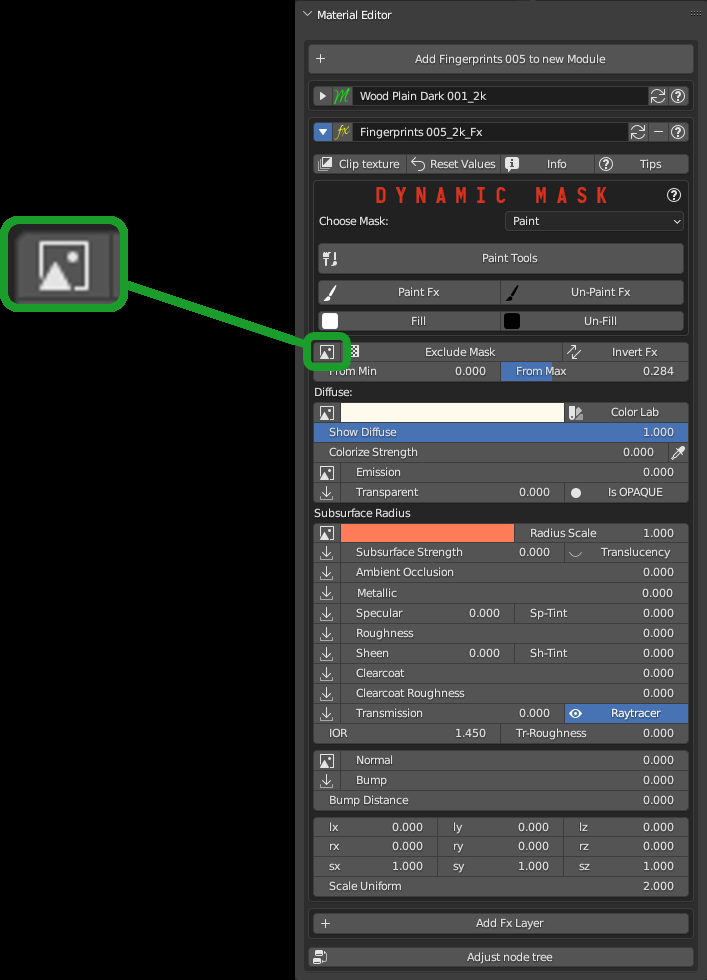 Material Editor
Add Fingerprints 005 to new Module
Wood Plain Dark 001_2k
Fingerprints 005_2k_Fx
Clip texture Reset Values Info Tips
DYNAMIC MASK
Choose Mask: Paint
Paint Tools
Paint Fx Un-Paint Fx
Fill Un-Fill
Exclude Mask Invert Fx
From Min 0.000 From Max 0.284
Diffuse:
Color Lab
Show Diffuse 1.000
Colorize Strength 0.000
Emission 0.000
Transparent 0.000 Is OPAQUE
Subsurface Radius
Radius Scale 1.000
Subsurface Strength 0.000 Translucency
Ambient Occlusion 0.000
Metallic 0.000
Specular 0.000 Sp-Tint 0.000
Roughness 0.000
Sheen 0.000 Sh-Tint 0.000
Clearcoat 0.000
Clearcoat Roughness 0.000
Transmission 0.000 Raytracer
IOR 1.450 Tr-Roughness 0.000
Normal 0.000
Bump 0.000
Bump Distance 0.000
lx 0.000 ly 0.000 lz 0.000
rx 0.000 ry 0.000 rz 0.000
sx 1.000 sy 1.000 sz 1.000
Scale Uniform 2.000
Add Fx Layer
Adjust node tree